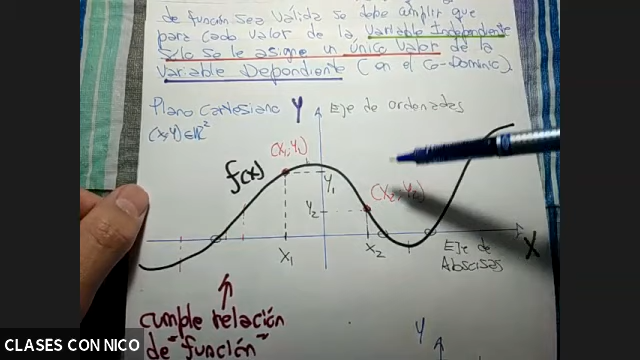 de función sea válida se debe cumplir que
para cada valor de la Variable Independiente
sólo se le asigne un único valor de la
Variable Dependiente (en el Co-Dominio).
Plano Cartesiano Y Eje de ordenadas
(x,y) ∈ ℝ²
(x₁,y₁)
f(x)
y₁
(x₂,y₂)
y₂
x₁
x₂
Eje de
Abscisas
X
cumple relación
de "función"
Y
CLASES CON NICO